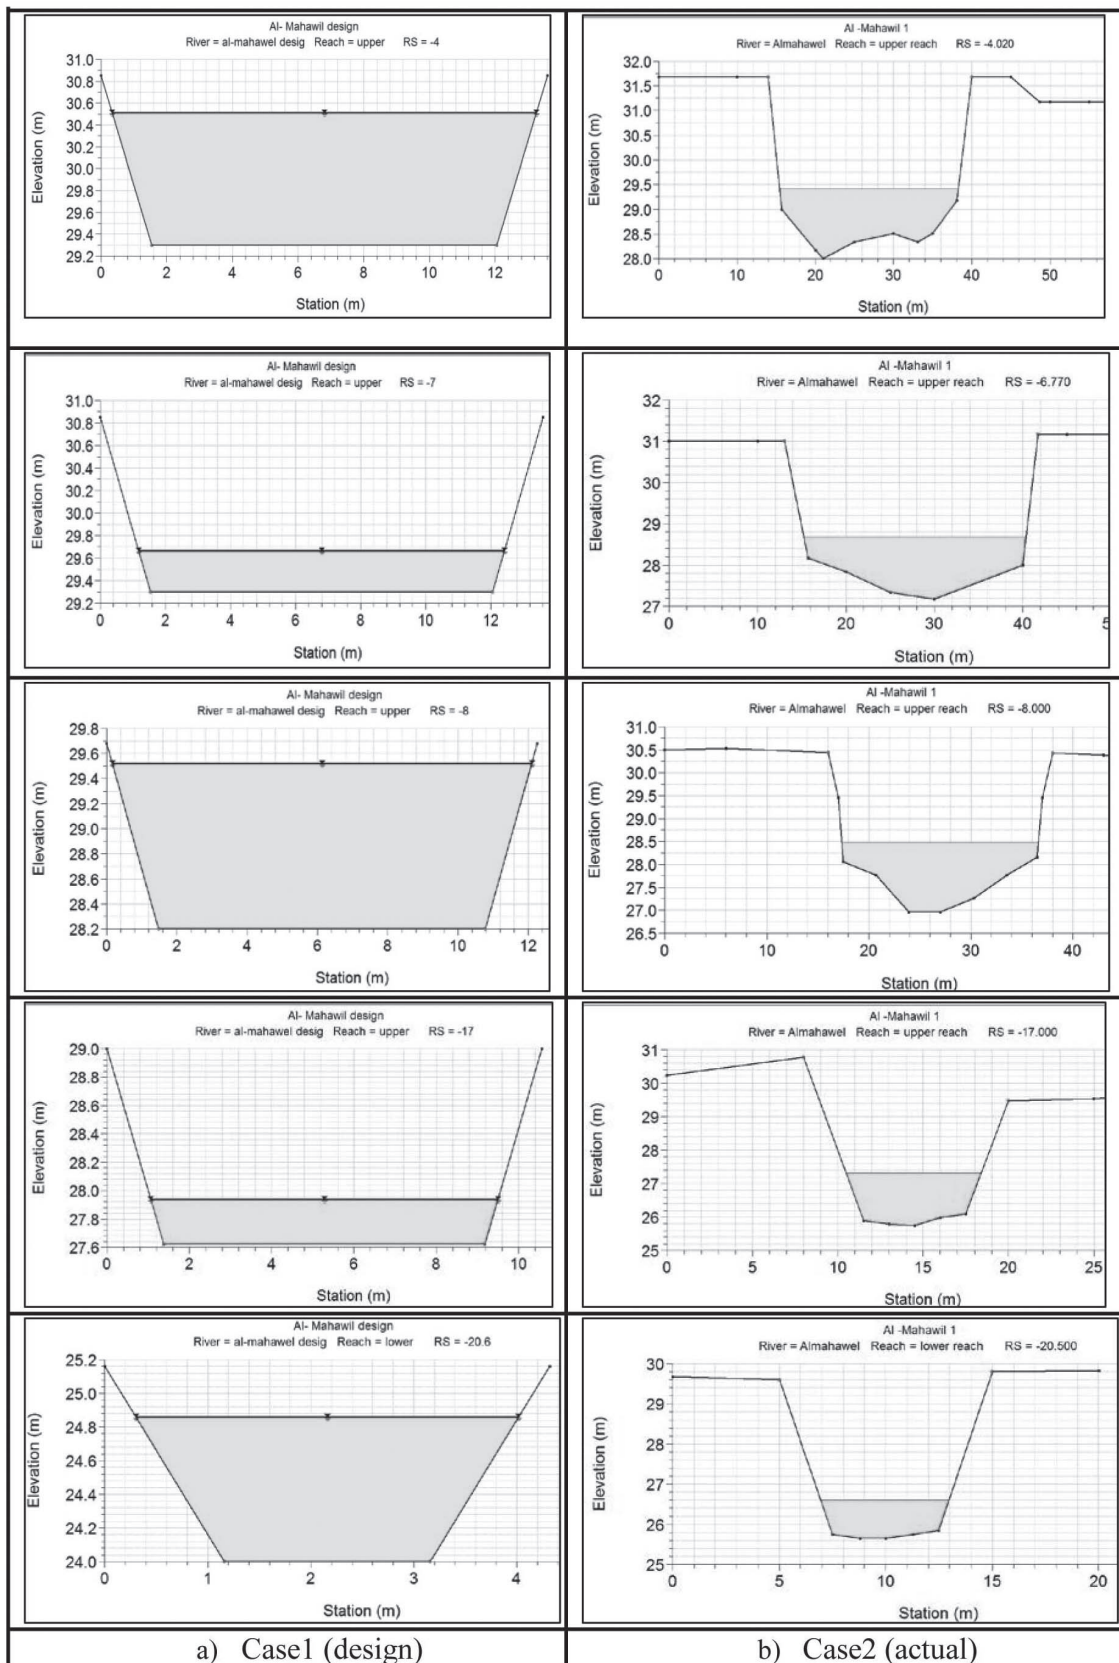 Al- Mahawil design
River = al-mahawel desig Reach = upper RS = -4
Elevation (m)
31.0
30.8
30.6
30.4
30.2
30.0
29.8
29.6
29.4
29.2
0 2 4 6 8 10 12
Station (m)
Al -Mahawil 1
River = Almahawel Reach = upper reach RS = -4.020
Elevation (m)
32.0
31.5
31.0
30.5
30.0
29.5
29.0
28.5
28.0
0 10 20 30 40 50
Station (m)
Al- Mahawil design
River = al-mahawel desig Reach = upper RS = -7
Elevation (m)
31.0
30.8
30.6
30.4
30.2
30.0
29.8
29.6
29.4
29.2
0 2 4 6 8 10 12
Station (m)
Al -Mahawil 1
River = Almahawel Reach = upper reach RS = -6.770
Elevation (m)
32
31
30
29
28
27
0 10 20 30 40 5
Station (m)
Al- Mahawil design
River = al-mahawel desig Reach = upper RS = -8
Elevation (m)
29.8
29.6
29.4
29.2
29.0
28.8
28.6
28.4
28.2
0 2 4 6 8 10 12
Station (m)
Al -Mahawil 1
River = Almahawel Reach = upper reach RS = -8.000
Elevation (m)
31.0
30.5
30.0
29.5
29.0
28.5
28.0
27.5
27.0
26.5
0 10 20 30 40
Station (m)
Al- Mahawil design
River = al-mahawel desig Reach = upper RS = -17
Elevation (m)
29.0
28.8
28.6
28.4
28.2
28.0
27.8
27.6
0 2 4 6 8 10
Station (m)
Al -Mahawil 1
River = Almahawel Reach = upper reach RS = -17.000
Elevation (m)
31
30
29
28
27
26
25
0 5 10 15 20 25
Station (m)
Al- Mahawil design
River = al-mahawel desig Reach = lower RS = -20.6
Elevation (m)
25.2
25.0
24.8
24.6
24.4
24.2
24.0
0 1 2 3 4
Station (m)
Al -Mahawil 1
River = Almahawel Reach = lower reach RS = -20.500
Elevation (m)
30
29
28
27
26
25
0 5 10 15 20
Station (m)
a) Case1 (design)
b) Case2 (actual)